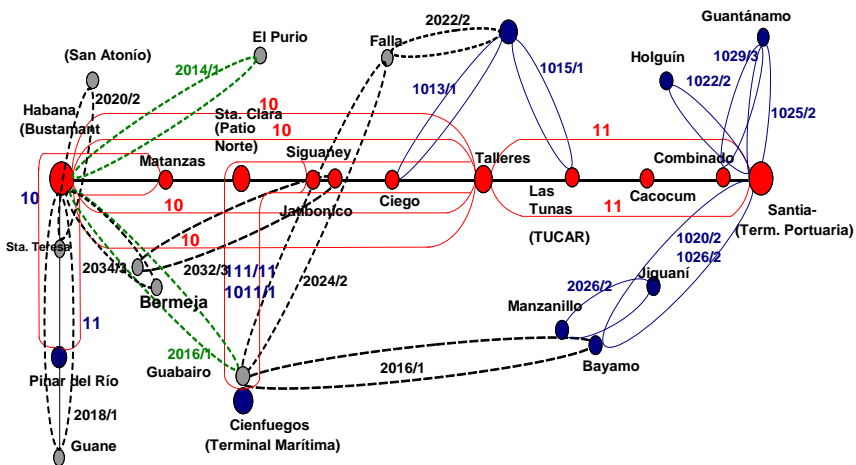 El Purio
2022/2
Guantánamo
(San Atonío)
Falla
Holguín
1029/3
2014/1
1022/2
2020/2
1013/1
1015/1
10
Habana
(Bustamant
Sta. Clara
(Patio
Norte)
10
11
1025/2
Siguaney
Talleres
Combinado
Matanzas
10
Jatibonico
Ciego
Las
Tunas
Cacocum
Santia-
10
11
(TUCAR)
(Term. Portuaria)
Sta. Teresa
10
2034/3
2032/3
111/11
1011/1
2024/2
1020/2
1026/2
Bermeja
2026/2
Jiguaní
Manzanillo
11
2016/1
Guabairo
2016/1
Bayamo
Pinar del Río
2018/1
Cienfuegos
(Terminal Marítima)
Guane